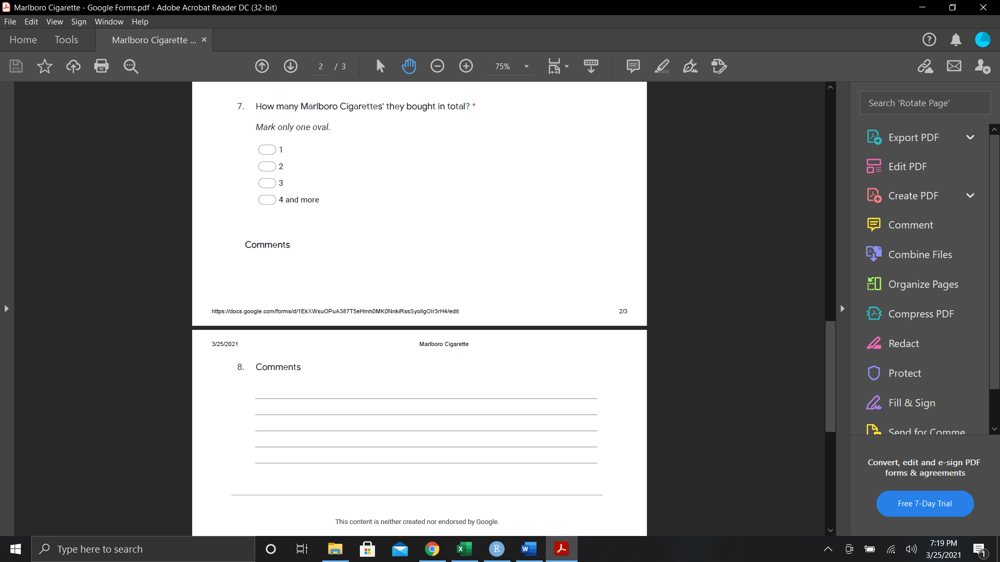 Marlboro Cigarette - Google Forms.pdf - Adobe Acrobat Reader DC (32-bit)
File Edit View Sign Window Help
Home Tools Marlboro Cigarette ... ×
2 / 3 75%
7. How many Marlboro Cigarettes' they bought in total? *
Mark only one oval.
1
2
3
4 and more
Comments
https://docs.google.com/forms/d/1EkXWsuOPuA387T5eHmh0MK0NnkiRssSyoIlgOIr3rH4/edit 2/3
3/25/2021 Marlboro Cigarette
8. Comments
This content is neither created nor endorsed by Google.
Search 'Rotate Page'
Export PDF
Edit PDF
Create PDF
Comment
Combine Files
Organize Pages
Compress PDF
Redact
Protect
Fill & Sign
Send for Comme
Convert, edit and e-sign PDF
forms & agreements
Free 7-Day Trial
Type here to search
7:19 PM
3/25/2021
1